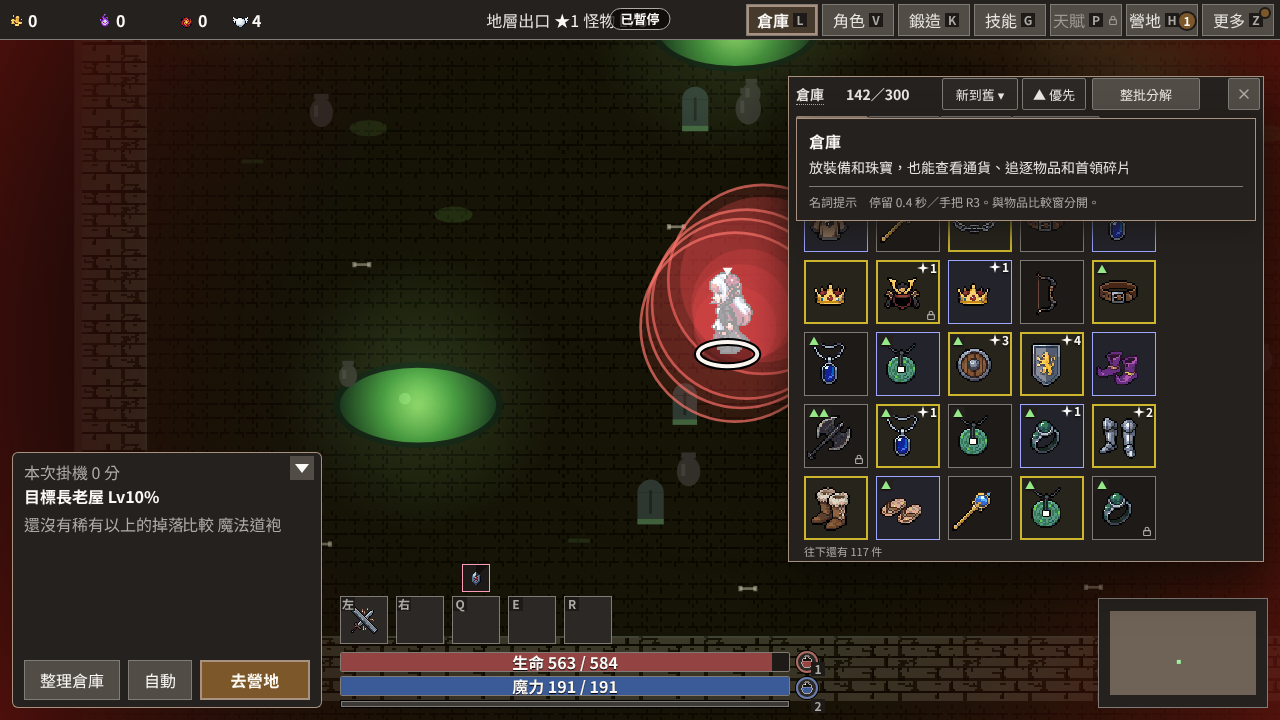 0 0 0 4
地層出口 ★1 怪物
已暫停
倉庫 L
角色 V
鍛造 K
技能 G
天賦 P
營地 H 1
更多 Z
倉庫 142／300
新到舊 ▾
▲優先
整批分解
×
倉庫
放裝備和珠寶，也能查看通貨、追逐物品和首領碎片
名詞提示 停留 0.4 秒／手把 R3。與物品比較窗分開。
1 1
3 4
1 1 2
往下還有 117 件
本次掛機 0 分
目標長老屋 Lv10%
還沒有稀有以上的掉落比較 魔法道袍
整理倉庫
自動
去營地
左 右 Q E R
生命 563 / 584
1
魔力 191 / 191
2